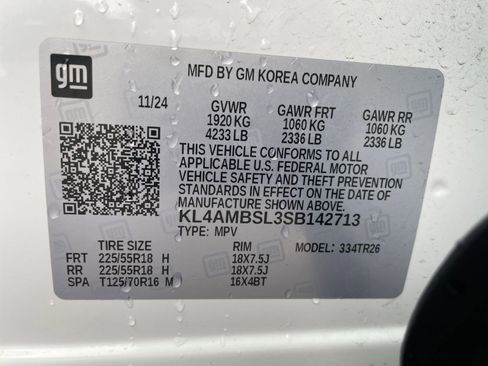 gm
MFD BY GM KOREA COMPANY
11/24 GVWR GAWR FRT GAWR RR
1920 KG 1060 KG 1060 KG
4233 LB 2336 LB 2336 LB
THIS VEHICLE CONFORMS TO ALL
APPLICABLE U.S. FEDERAL MOTOR
VEHICLE SAFETY AND THEFT PREVENTION
STANDARDS IN EFFECT ON THE DATE OF
MANUFACTURE SHOWN ABOVE.
KL4AMBSL3SB142713
TYPE: MPV MODEL: 334TR26
TIRE SIZE RIM
FRT 225/55R18 H 18X7.5J
RR 225/55R18 H 18X7.5J
SPA T125/70R16 M 16X4BT